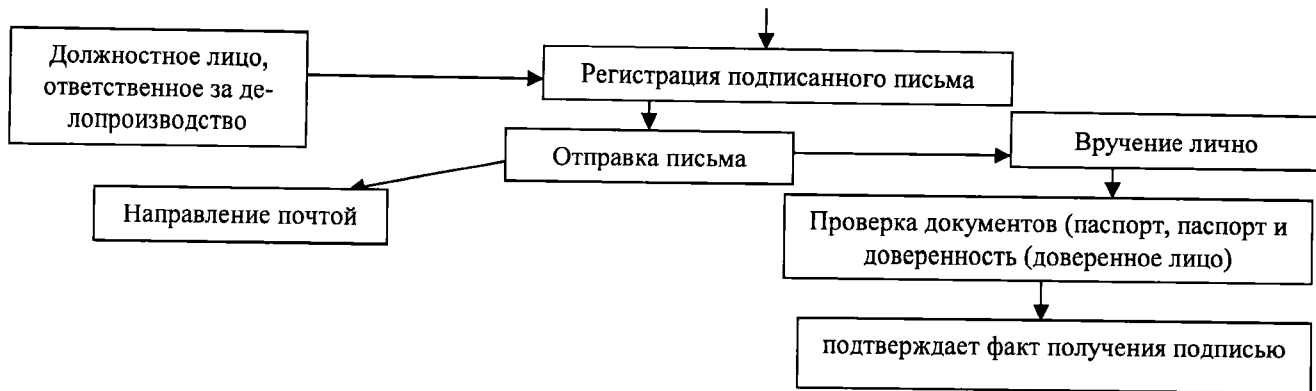 Должностное лицо,
ответственное за де-
лопроизводство
Регистрация подписанного письма
Отправка письма
Вручение лично
Направление почтой
Проверка документов (паспорт, паспорт и
доверенность (доверенное лицо)
подтверждает факт получения подписью